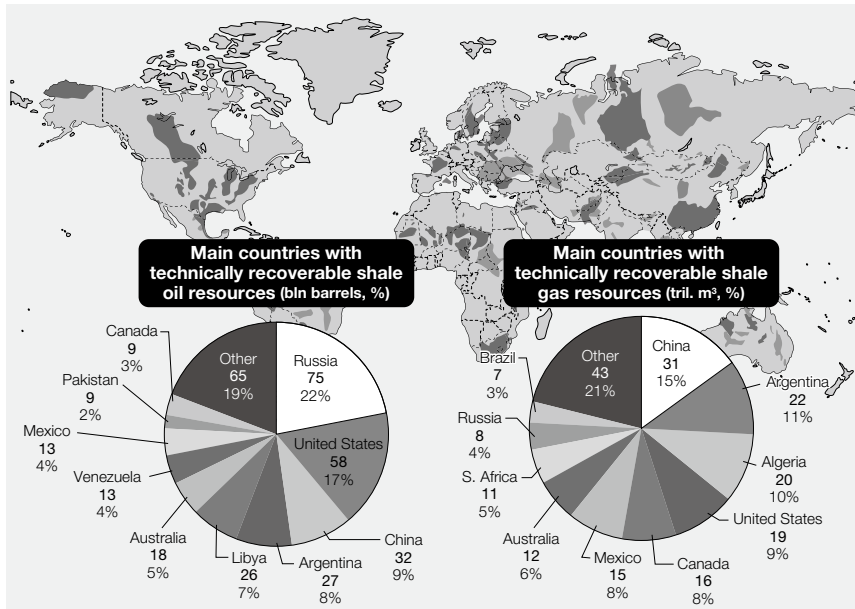 Main countries with
technically recoverable shale
oil resources (bln barrels, %)
Canada
9
3%
Pakistan
9
2%
Mexico
13
4%
Venezuela
13
4%
Australia
18
5%
Libya
26
7%
Argentina
27
8%
China
32
9%
United States
58
17%
Russia
75
22%
Other
65
19%
Main countries with
technically recoverable shale
gas resources (tril. m³, %)
Brazil
7
3%
Russia
8
4%
S. Africa
11
5%
Australia
12
6%
Mexico
15
8%
Canada
16
8%
United States
19
9%
Algeria
20
10%
Argentina
22
11%
China
31
15%
Other
43
21%